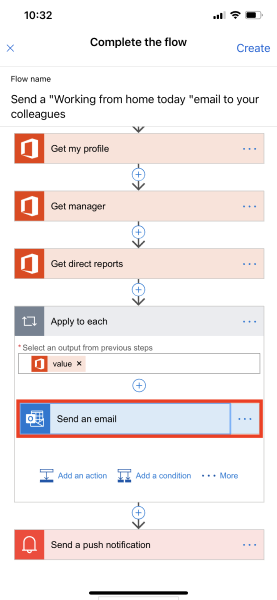 10:32
Complete the flow
Create
Flow name
Send a "Working from home today "email to your
colleagues
Get my profile
Get manager
Get direct reports
Apply to each
* Select an output from previous steps
value ×
Send an email
Add an action
Add a condition
More
Send a push notification